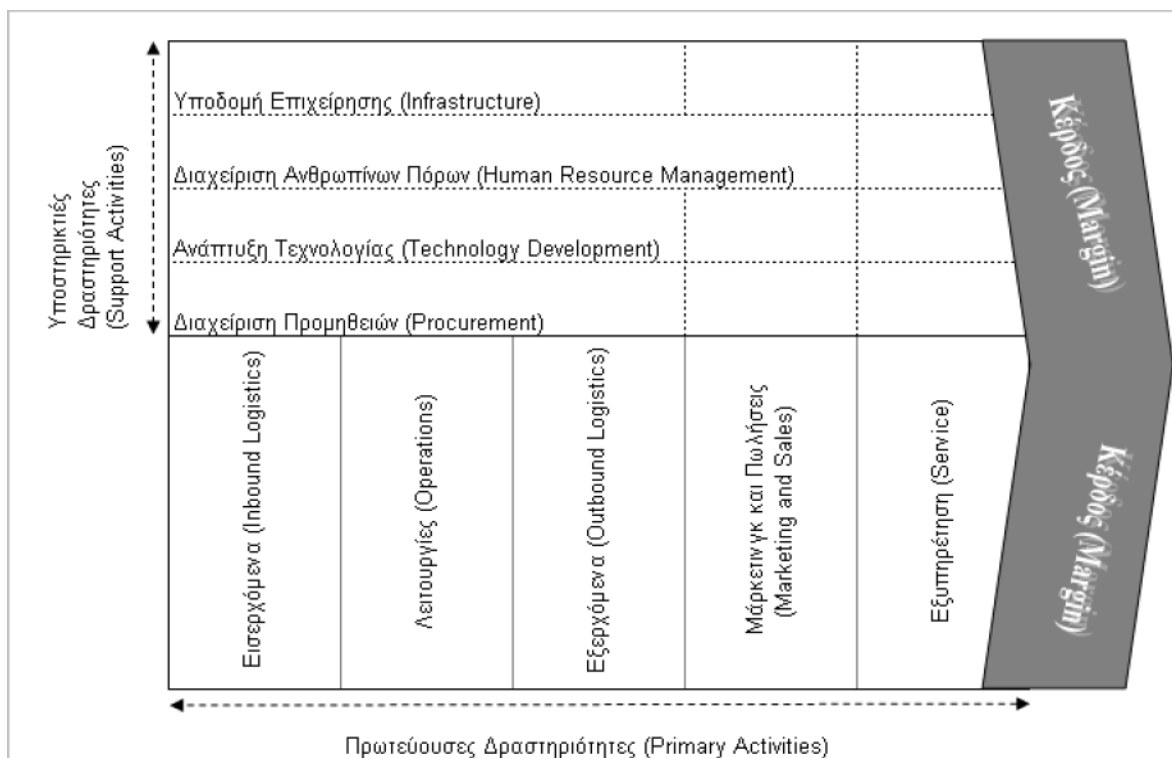 Υποστηρικτιές
Δραστηριότητες
(Support Activities)
Υποδομή Επιχείρησης (Infrastructure)
Διαχείριση Ανθρωπίνων Πόρων (Human Resource Management)
Ανάπτυξη Τεχνολογίας (Technology Development)
Διαχείριση Προμηθειών (Procurement)
Εισερχόμενα (Inbound Logistics)
Λειτουργίες (Operations)
Εξερχόμενα (Outbound Logistics)
Μάρκετινγκ και Πωλήσεις
(Marketing and Sales)
Εξυπηρέτηση (Service)
Κέρδος (Margin)
Κέρδος (Margin)
Πρωτεύουσες Δραστηριότητες (Primary Activities)